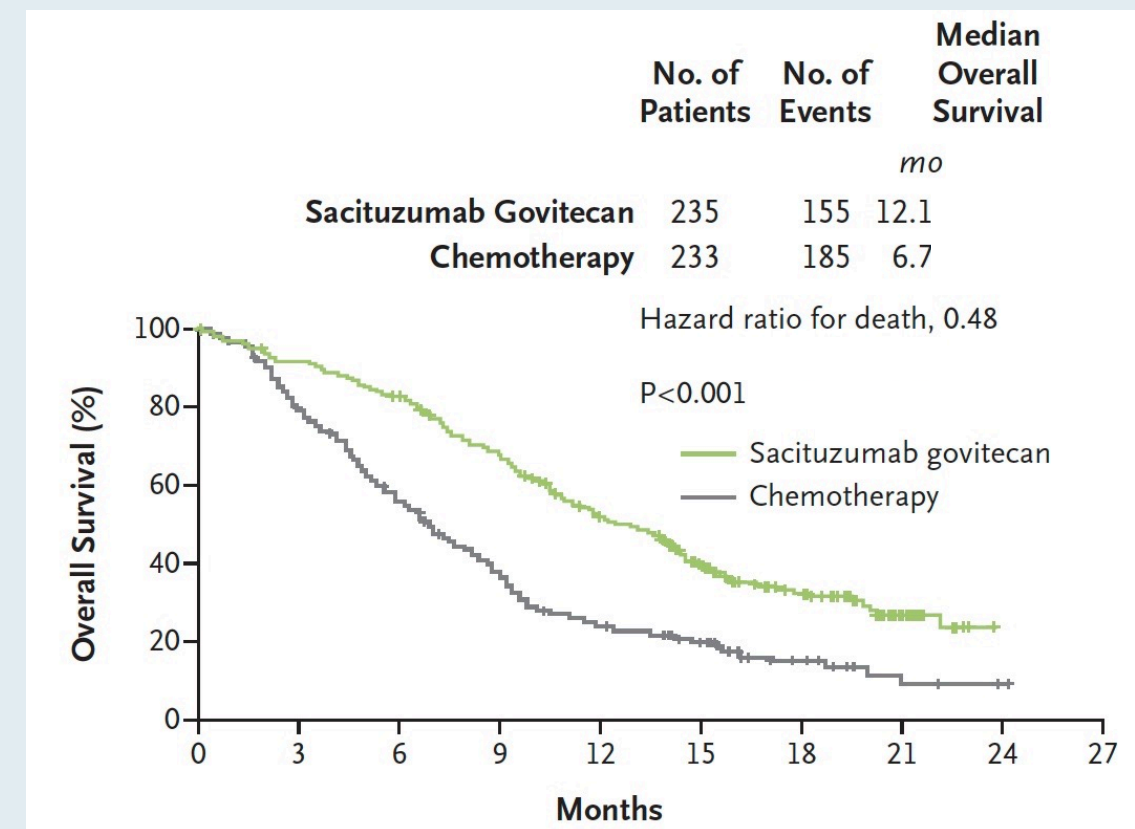 Median
No. of No. of Overall
Patients Events Survival
mo
Sacituzumab Govitecan 235 155 12.1
Chemotherapy 233 185 6.7
Hazard ratio for death, 0.48
P<0.001
Sacituzumab govitecan
Chemotherapy
Overall Survival (%)
100
80
60
40
20
0
0 3 6 9 12 15 18 21 24 27
Months